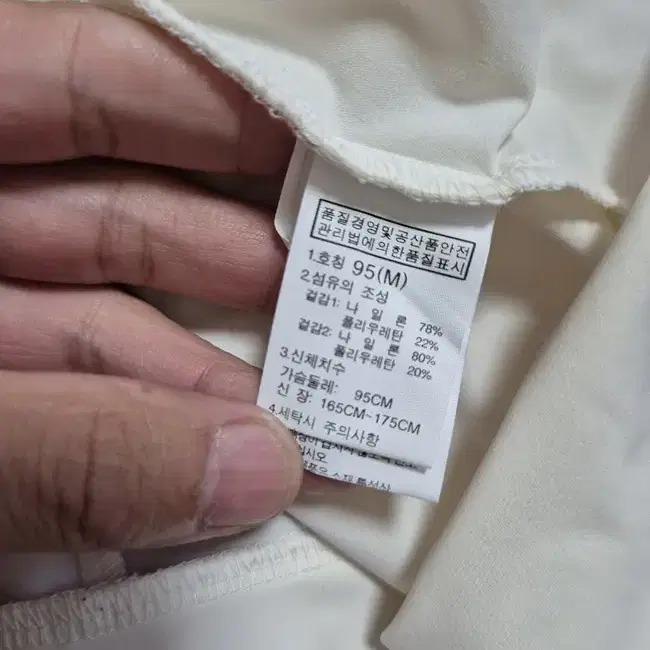 품질경영및공산품안전
관리법에의한품질표시
1.호칭 95(M)
2.섬유의 조성
겉감1: 나 일 론 78%
폴리우레탄 22%
겉감2: 나 일 론 80%
폴리우레탄 20%
3.신체치수
가슴둘레: 95CM
신 장: 165CM~175CM
4.세탁시 주의사항